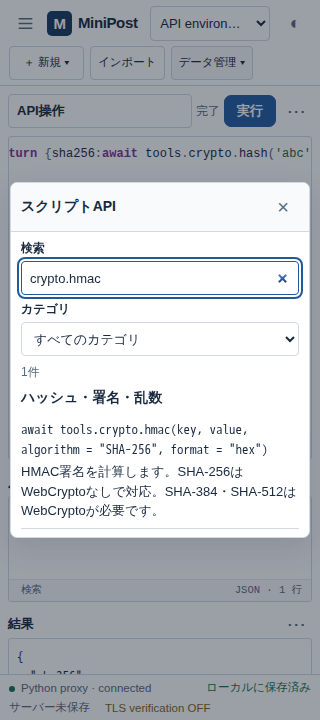 M MiniPost API environ…
＋ 新規 ▾ インポート データ管理 ▾
API操作 完了 実行 ···
turn {sha256:await tools.crypto.hash('abc'
スクリプトAPI ×
検索
crypto.hmac ×
カテゴリ
すべてのカテゴリ
1件
ハッシュ・署名・乱数
await tools.crypto.hmac(key, value,
algorithm = "SHA-256", format = "hex")
HMAC署名を計算します。SHA-256は
WebCryptoなしで対応。SHA-384・SHA-512は
WebCryptoが必要です。
検索 JSON · 1 行
結果 ···
{
Python proxy · connected ローカルに保存済み
サーバー未保存 TLS verification OFF